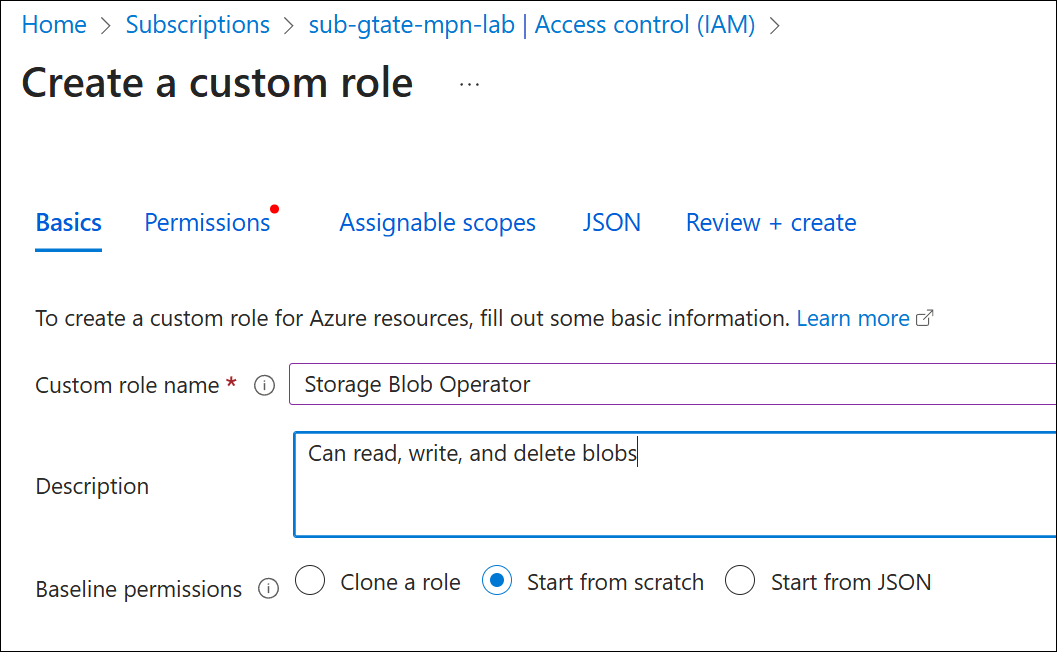 Home > Subscriptions > sub-gtate-mpn-lab | Access control (IAM) >
Create a custom role ...
Basics Permissions Assignable scopes JSON Review + create
To create a custom role for Azure resources, fill out some basic information. Learn more
Custom role name * Storage Blob Operator
Can read, write, and delete blobs
Description
Baseline permissions Clone a role Start from scratch Start from JSON